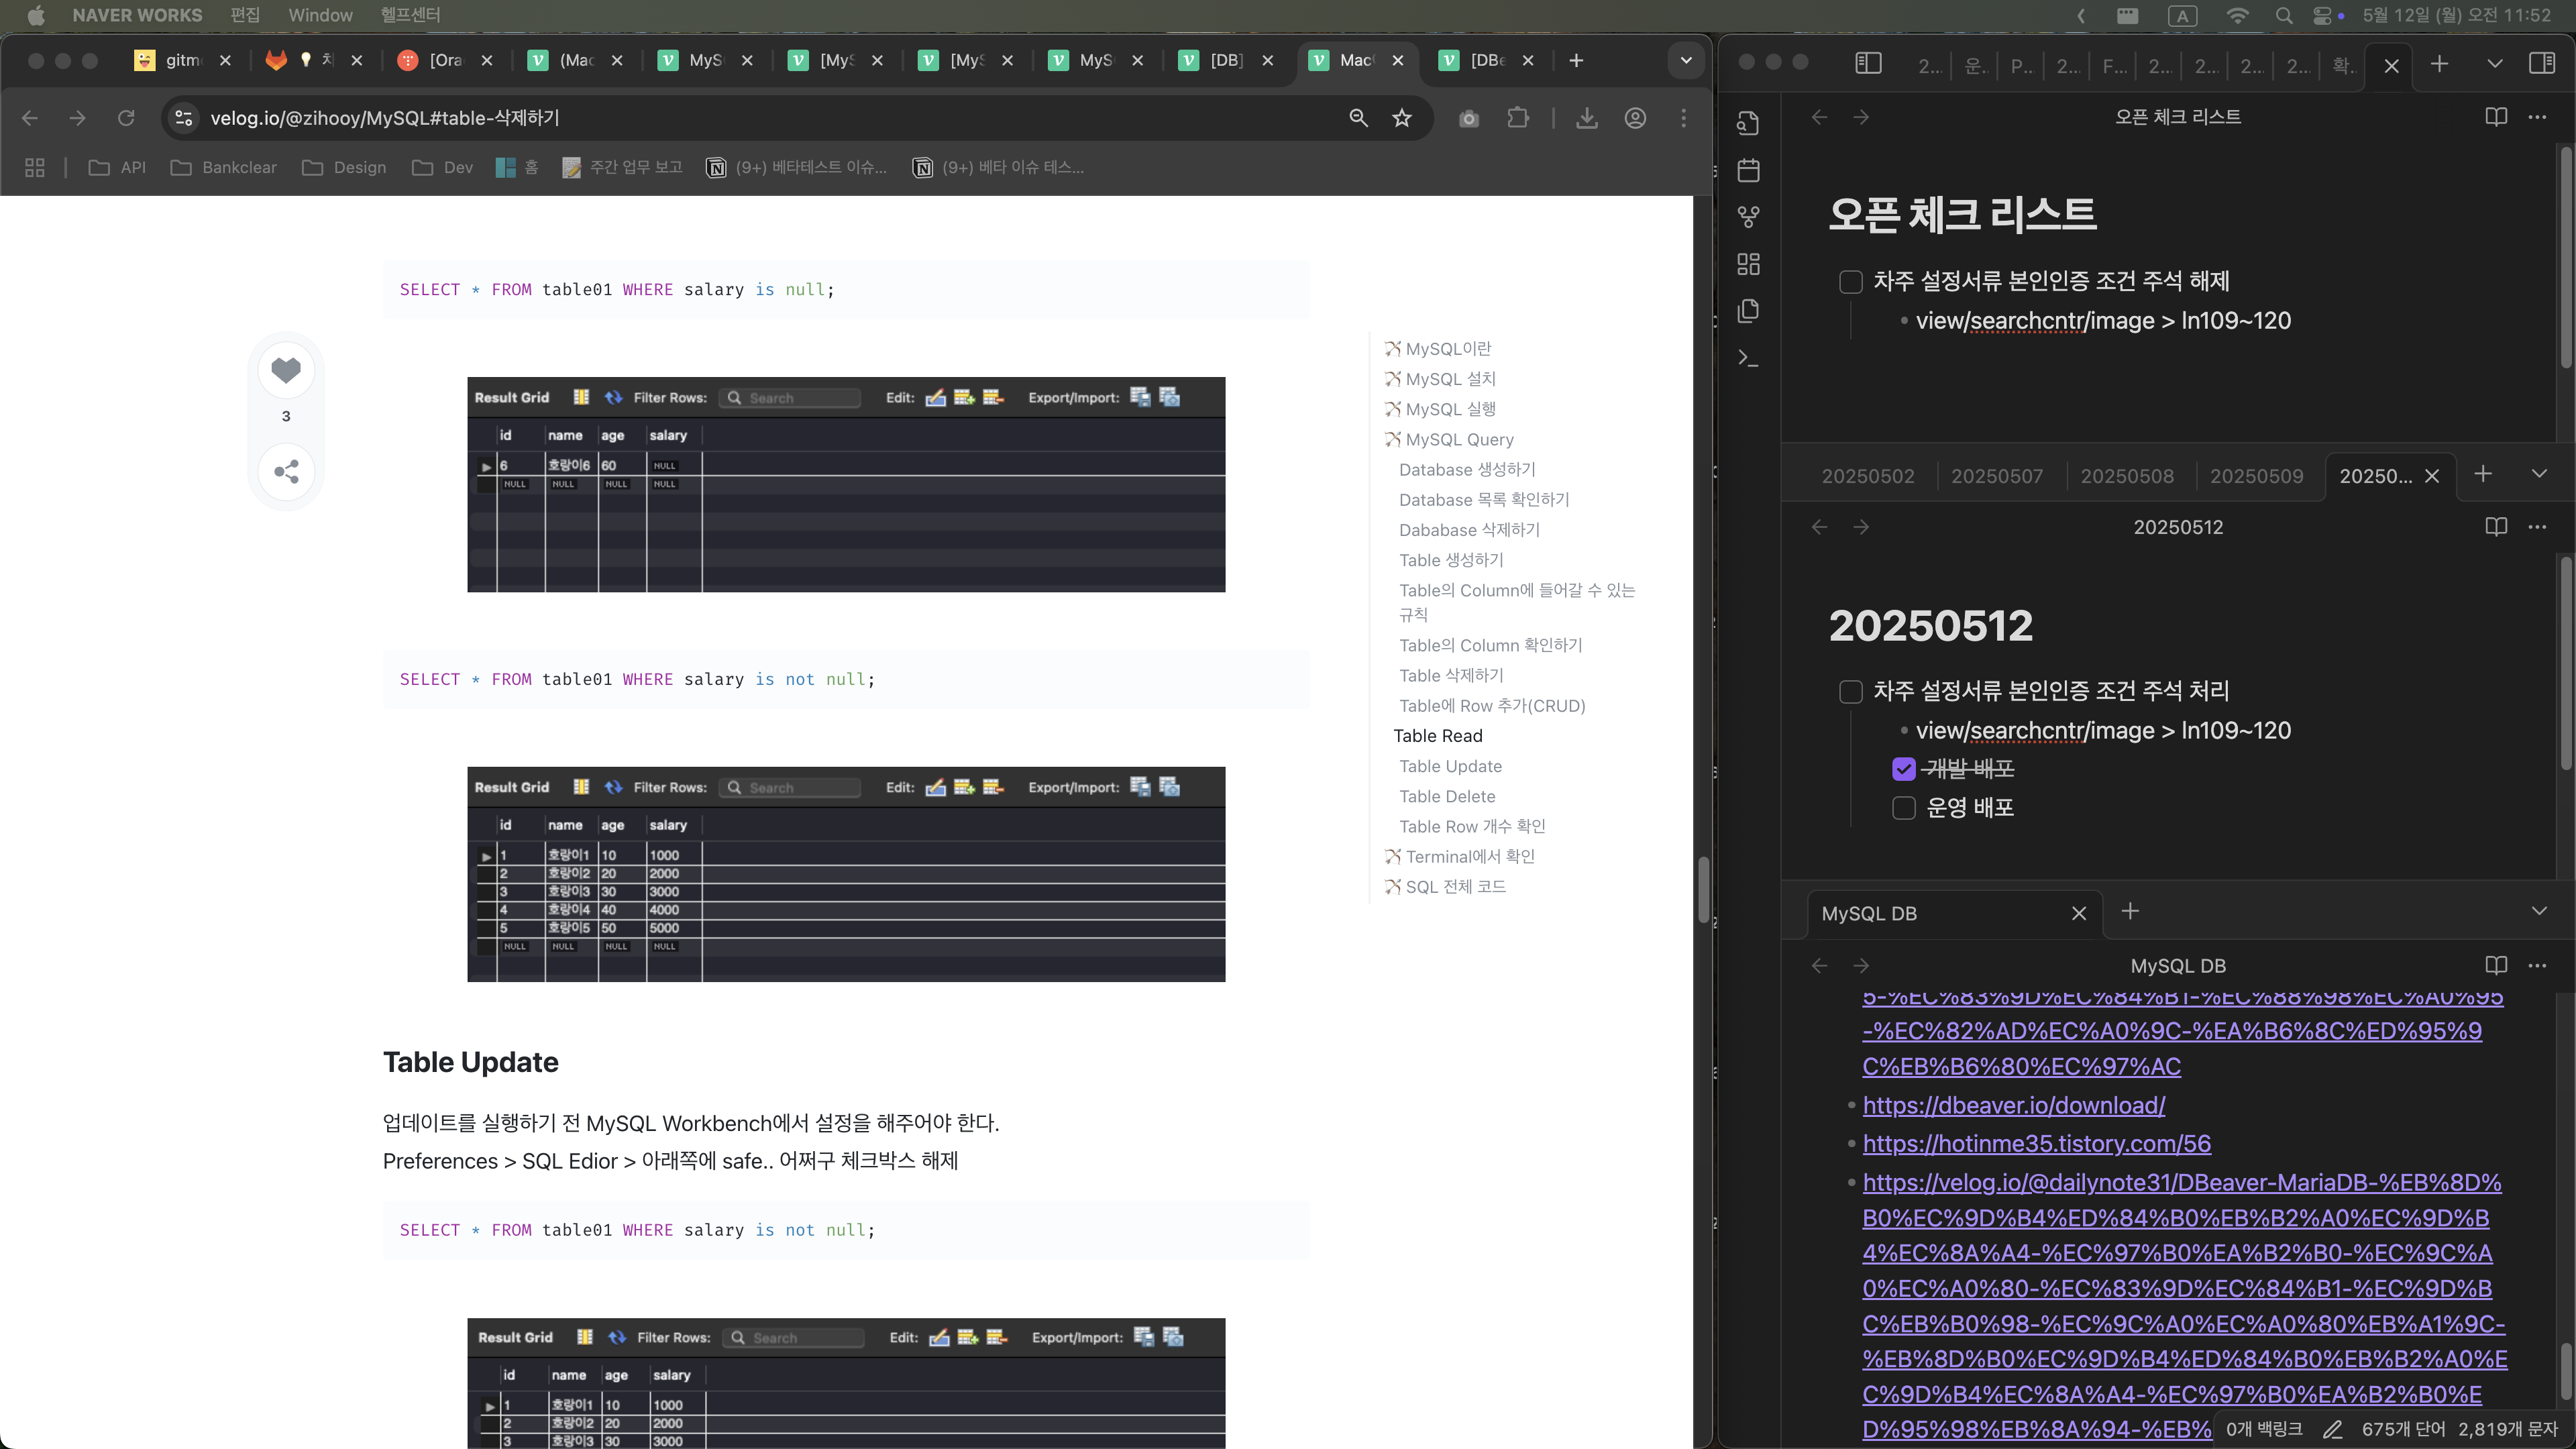 NAVER WORKS 편집 Window 헬프센터
A 5월 12일 (월) 오전 11:52
gitm [Ora (Mac MyS [MyS [MyS MyS [DB] Mac [DBe
velog.io/@zihooy/MySQL#table-삭제하기
API Bankclear Design Dev 홈 주간 업무 보고 (9+) 베타테스트 이슈... (9+) 베타 이슈 테스...
SELECT * FROM table01 WHERE salary is null;
3
Result Grid Filter Rows: Search Edit: Export/Import:
id name age salary
6 호랑이6 60 NULL
NULL NULL NULL NULL
SELECT * FROM table01 WHERE salary is not null;
Result Grid Filter Rows: Search Edit: Export/Import:
id name age salary
1 호랑이1 10 1000
2 호랑이2 20 2000
3 호랑이3 30 3000
4 호랑이4 40 4000
5 호랑이5 50 5000
NULL NULL NULL NULL
Table Update
업데이트를 실행하기 전 MySQL Workbench에서 설정을 해주어야 한다.
Preferences > SQL Edior > 아래쪽에 safe.. 어쩌구 체크박스 해제
SELECT * FROM table01 WHERE salary is not null;
Result Grid Filter Rows: Search Edit: Export/Import:
id name age salary
1 호랑이1 10 1000
2 호랑이2 20 2000
3 호랑이3 30 3000
MySQL이란
MySQL 설치
MySQL 실행
MySQL Query
Database 생성하기
Database 목록 확인하기
Dababase 삭제하기
Table 생성하기
Table의 Column에 들어갈 수 있는
규칙
Table의 Column 확인하기
Table 삭제하기
Table에 Row 추가(CRUD)
Table Read
Table Update
Table Delete
Table Row 개수 확인
Terminal에서 확인
SQL 전체 코드
2... 운.. P... 2... F... 2... 2... 2... 2... 확..
오픈 체크 리스트
오픈 체크 리스트
차주 설정서류 본인인증 조건 주석 해제
view/searchcntr/image > ln109~120
20250502 20250507 20250508 20250509 20250...
20250512
20250512
차주 설정서류 본인인증 조건 주석 처리
view/searchcntr/image > ln109~120
개발 배포
운영 배포
MySQL DB
MySQL DB
5-%EC%83%9D%EC%84%B1-%EC%88%98%EC%A0%95
-%EC%82%AD%EC%A0%9C-%EA%B6%8C%ED%95%9
C%EB%B6%80%EC%97%AC
https://dbeaver.io/download/
https://hotinme35.tistory.com/56
https://velog.io/@dailynote31/DBeaver-MariaDB-%EB%8D%
B0%EC%9D%B4%ED%84%B0%EB%B2%A0%EC%9D%B
4%EC%8A%A4-%EC%97%B0%EA%B2%B0-%EC%9C%A
0%EC%A0%80-%EC%83%9D%EC%84%B1-%EC%9D%BC
C%EB%B0%98-%EC%9C%A0%EC%A0%80%EB%A1%9C-
%EB%8D%B0%EC%9D%B4%ED%84%B0%EB%B2%A0%E
C%9D%B4%EC%8A%A4-%EC%97%B0%EA%B2%B0%E
D%95%98%EB%8A%94-%EB%
0개 백링크 675개 단어 2,819개 문자